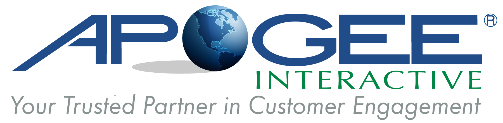 APOGEE®
INTERACTIVE
Your Trusted Partner in Customer Engagement